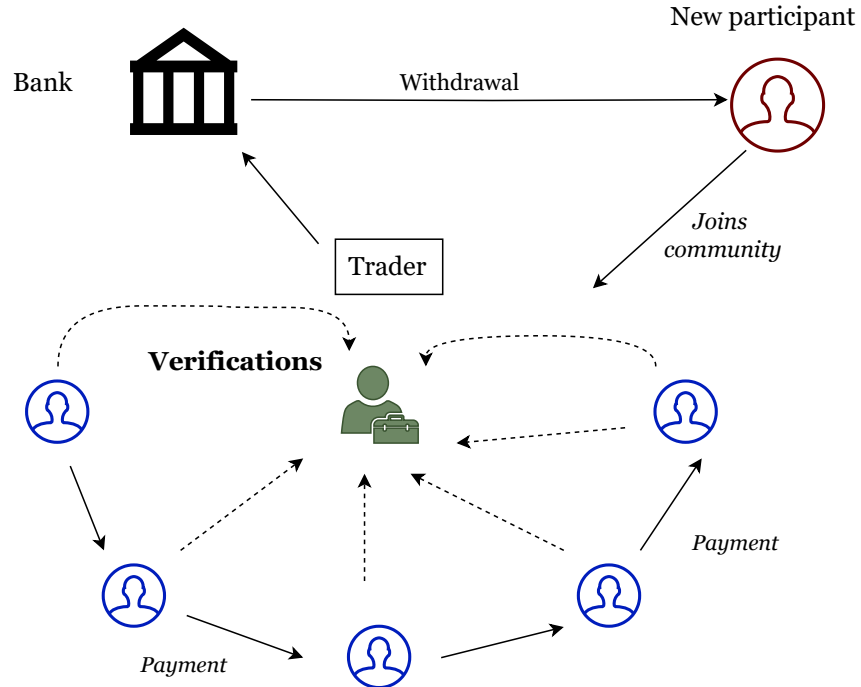 New participant
Bank
Withdrawal
Joins
community
Trader
Verifications
Payment
Payment